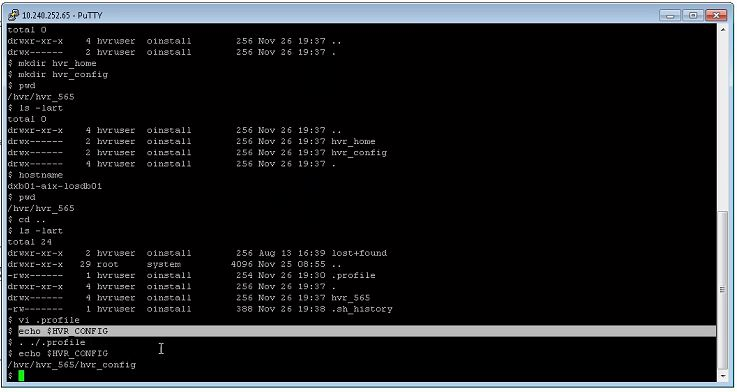 10.240.252.65 - PuTTY
total 0
drwxr-xr-x 4 hvruser oinstall 256 Nov 26 19:37 ..
drwx------ 2 hvruser oinstall 256 Nov 26 19:37 .
$ mkdir hvr_home
$ mkdir hvr_config
$ pwd
/hvr/hvr_565
$ ls -lart
total 0
drwxr-xr-x 4 hvruser oinstall 256 Nov 26 19:37 ..
drwx------ 2 hvruser oinstall 256 Nov 26 19:37 hvr_home
drwx------ 2 hvruser oinstall 256 Nov 26 19:37 hvr_config
drwx------ 4 hvruser oinstall 256 Nov 26 19:37 .
$ hostname
dxb01-aix-losdb01
$ pwd
/hvr/hvr_565
$ cd ..
$ ls -lart
total 24
drwxr-xr-x 2 hvruser oinstall 256 Aug 13 16:39 lost+found
drwxr-xr-x 29 root system 4096 Nov 25 08:55 ..
-rwx------ 1 hvruser oinstall 254 Nov 26 19:30 .profile
drwxr-xr-x 4 hvruser oinstall 256 Nov 26 19:37 .
drwx------ 4 hvruser oinstall 256 Nov 26 19:37 hvr_565
-rw------- 1 hvruser oinstall 388 Nov 26 19:38 .sh_history
$ vi .profile
$ echo $HVR_CONFIG
$ . ./.profile
$ echo $HVR_CONFIG
/hvr/hvr_565/hvr_config
$